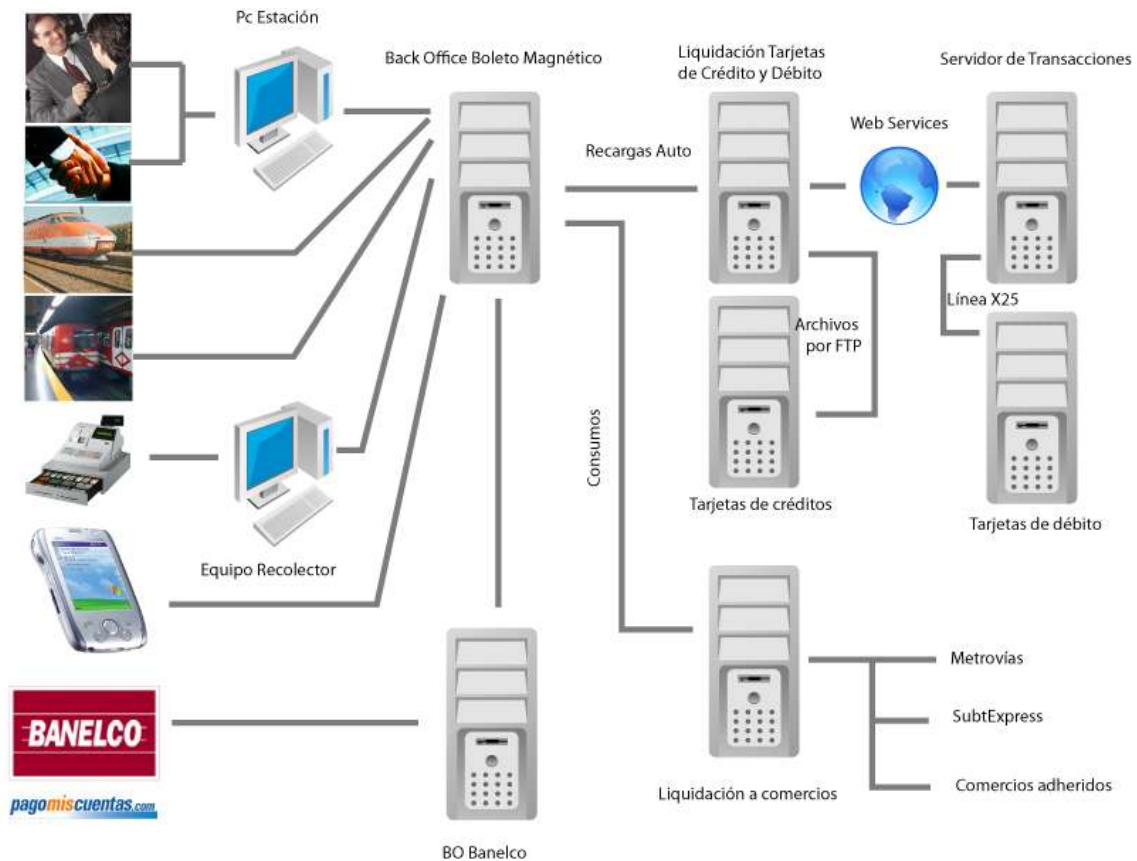 Pc Estación
Back Office Boleto Magnético
Liquidación Tarjetas
de Crédito y Débito
Servidor de Transacciones
Web Services
Recargas Auto
Línea X25
Archivos
por FTP
Consumos
Tarjetas de créditos
Tarjetas de débito
Equipo Recolector
BANELCO
pagomiscuentas.com
Metrovías
SubtExpress
Comercios adheridos
Liquidación a comercios
BO Banelco